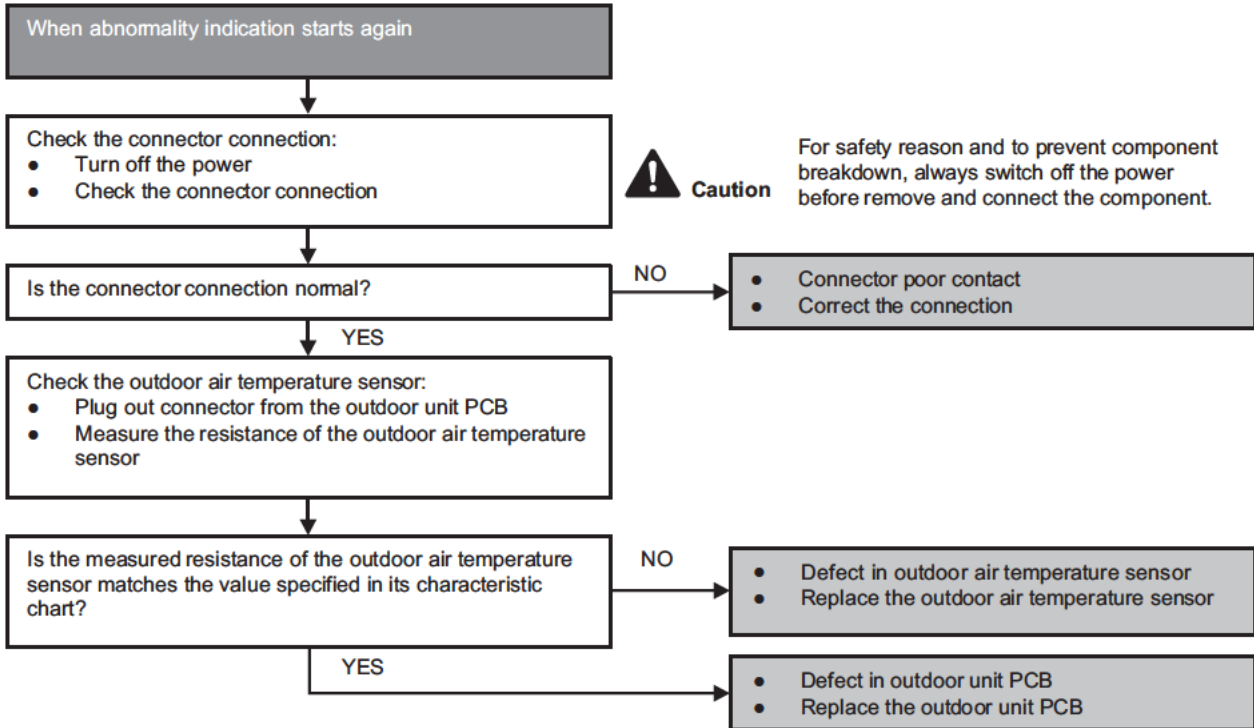 When abnormality indication starts again
Check the connector connection:
● Turn off the power
● Check the connector connection
Caution
For safety reason and to prevent component
breakdown, always switch off the power
before remove and connect the component.
Is the connector connection normal?
NO
● Connector poor contact
● Correct the connection
YES
Check the outdoor air temperature sensor:
● Plug out connector from the outdoor unit PCB
● Measure the resistance of the outdoor air temperature
sensor
Is the measured resistance of the outdoor air temperature
sensor matches the value specified in its characteristic
chart?
NO
● Defect in outdoor air temperature sensor
● Replace the outdoor air temperature sensor
YES
● Defect in outdoor unit PCB
● Replace the outdoor unit PCB